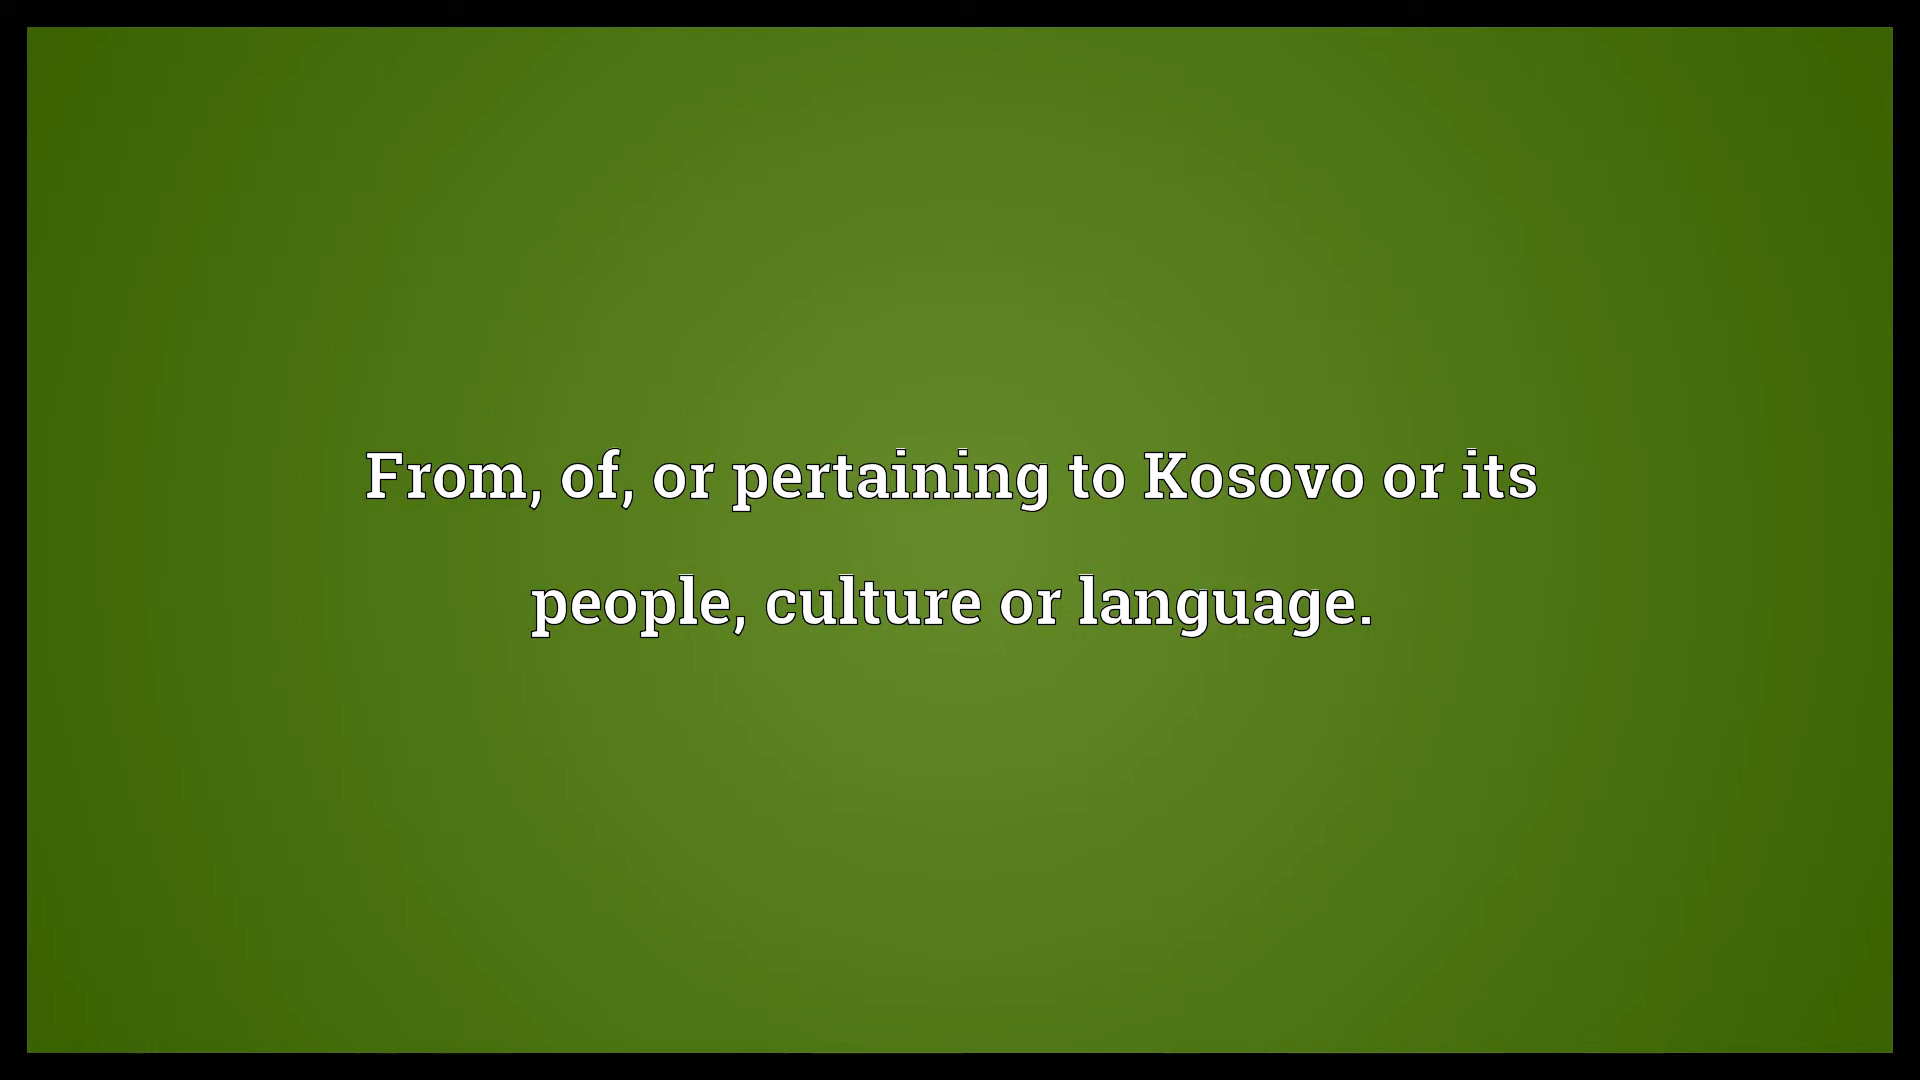 From, of, or pertaining to Kosovo or its
people, culture or language.